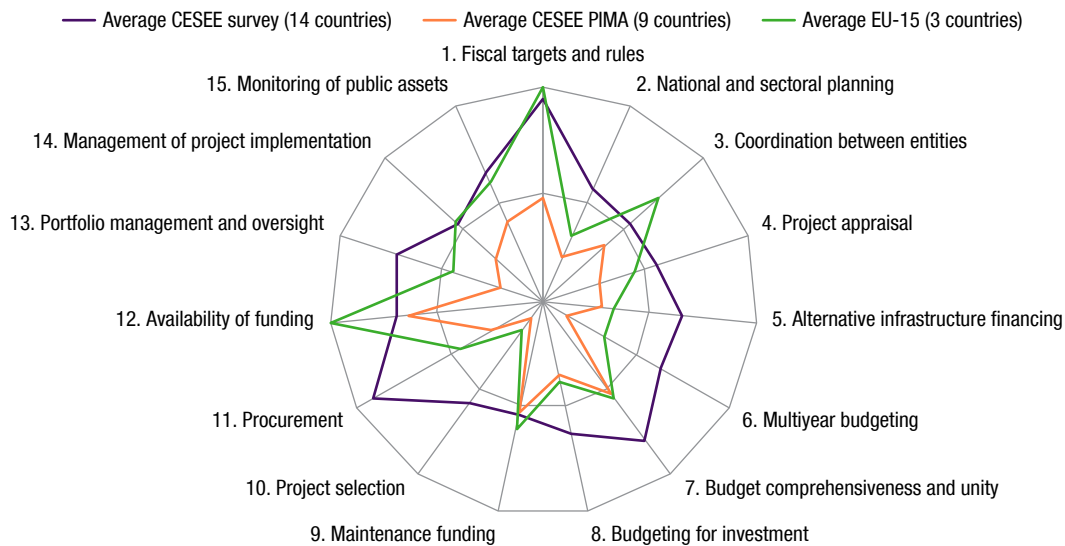 Average CESEE survey (14 countries)
Average CESEE PIMA (9 countries)
Average EU-15 (3 countries)
1. Fiscal targets and rules
2. National and sectoral planning
3. Coordination between entities
4. Project appraisal
5. Alternative infrastructure financing
6. Multiyear budgeting
7. Budget comprehensiveness and unity
8. Budgeting for investment
9. Maintenance funding
10. Project selection
11. Procurement
12. Availability of funding
13. Portfolio management and oversight
14. Management of project implementation
15. Monitoring of public assets